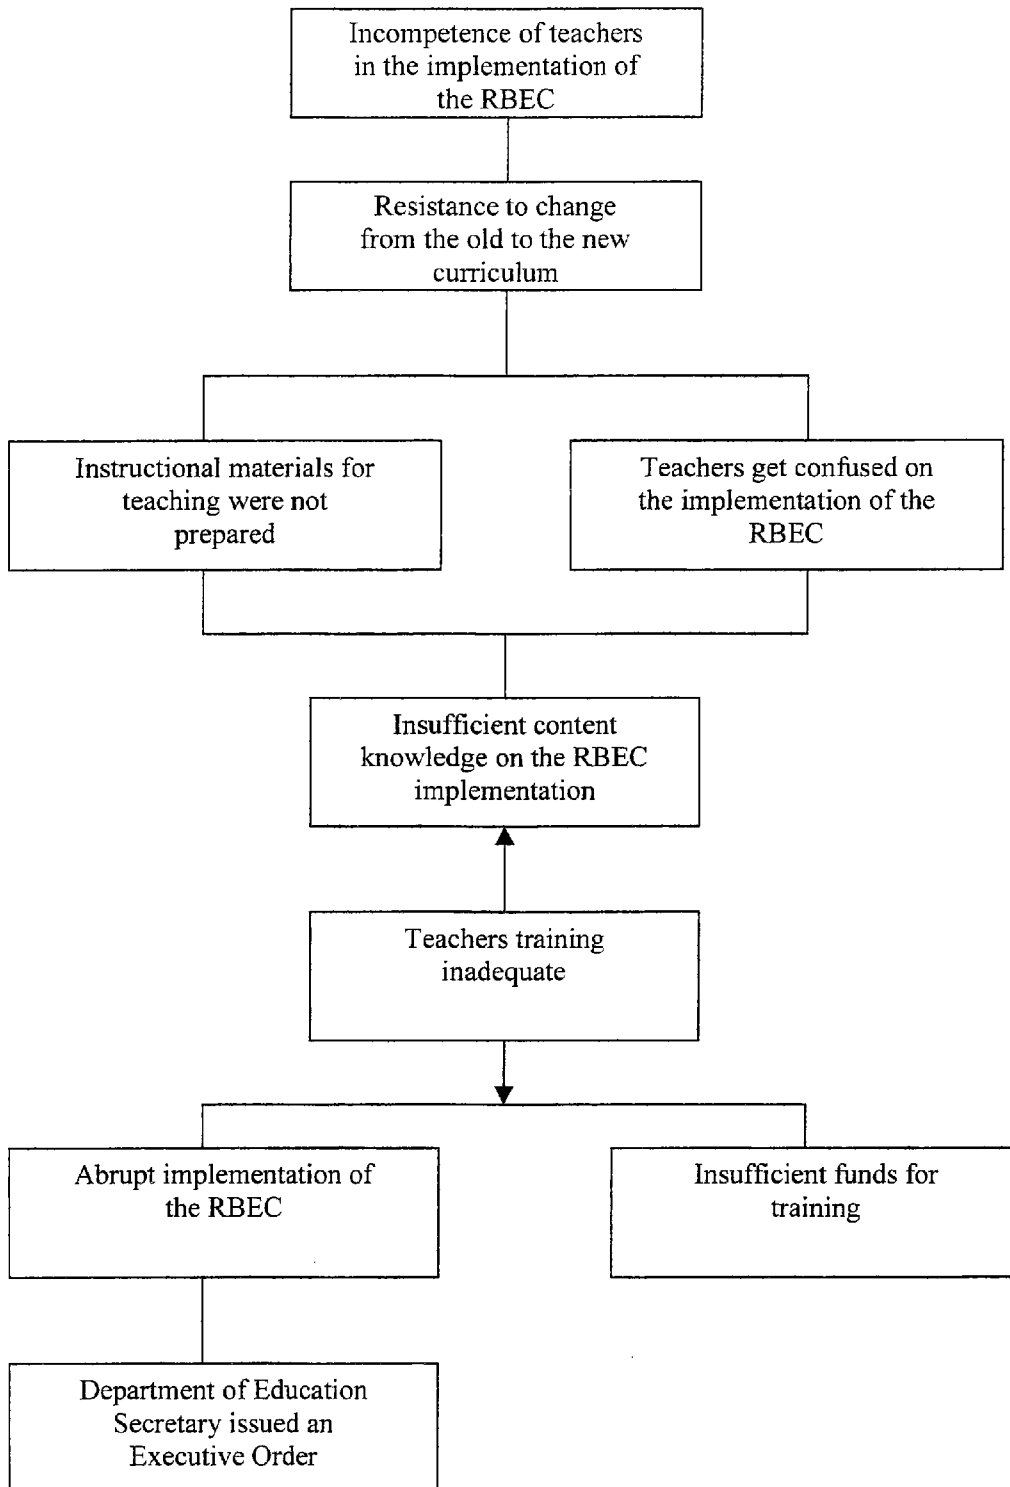 Incompetence of teachers
in the implementation of
the RBEC
Resistance to change
from the old to the new
curriculum
Instructional materials for
teaching were not
prepared
Teachers get confused on
the implementation of the
RBEC
Insufficient content
knowledge on the RBEC
implementation
Teachers training
inadequate
Abrupt implementation of
the RBEC
Insufficient funds for
training
Department of Education
Secretary issued an
Executive Order